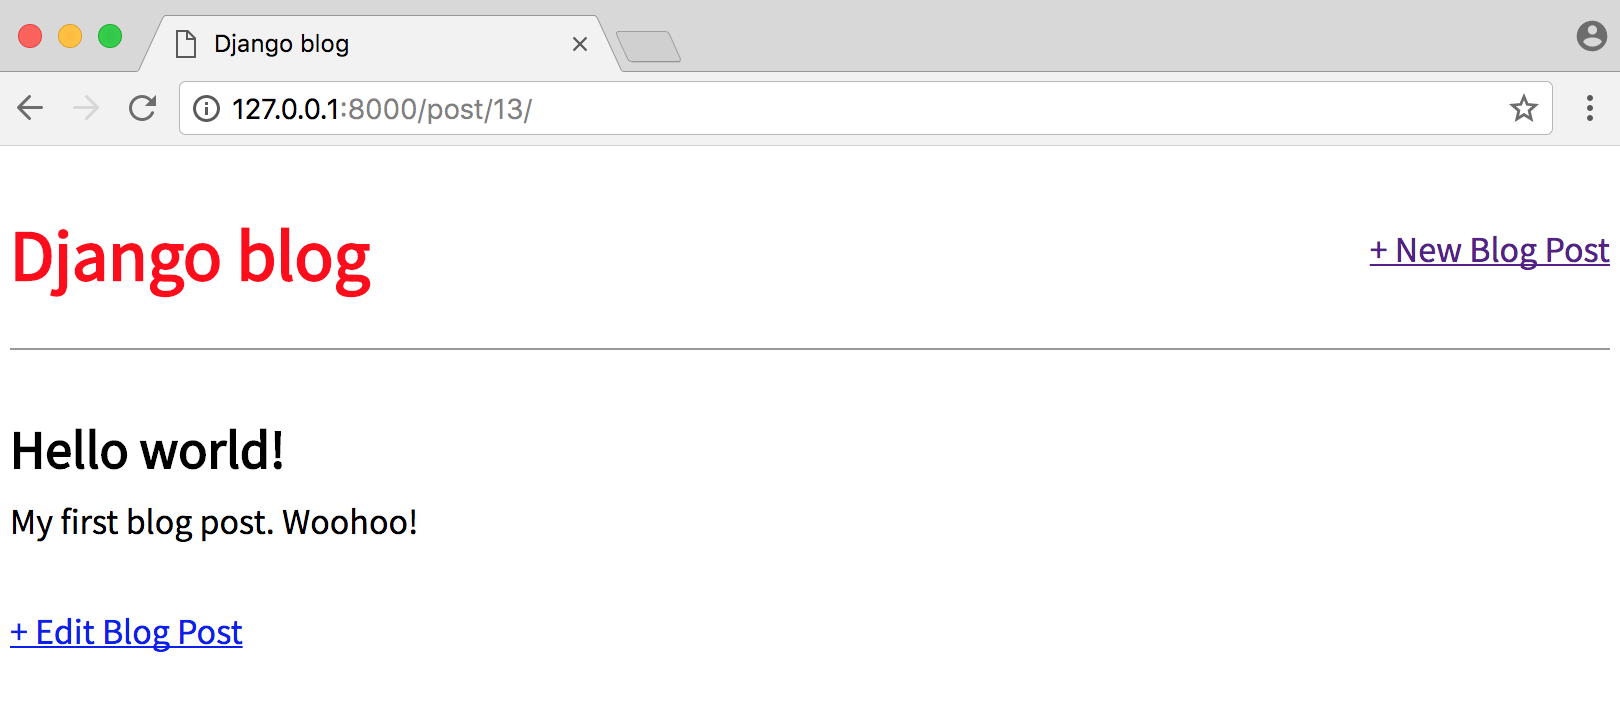 Django blog
127.0.0.1:8000/post/13/
Django blog
+ New Blog Post
Hello world!
My first blog post. Woohoo!
+ Edit Blog Post